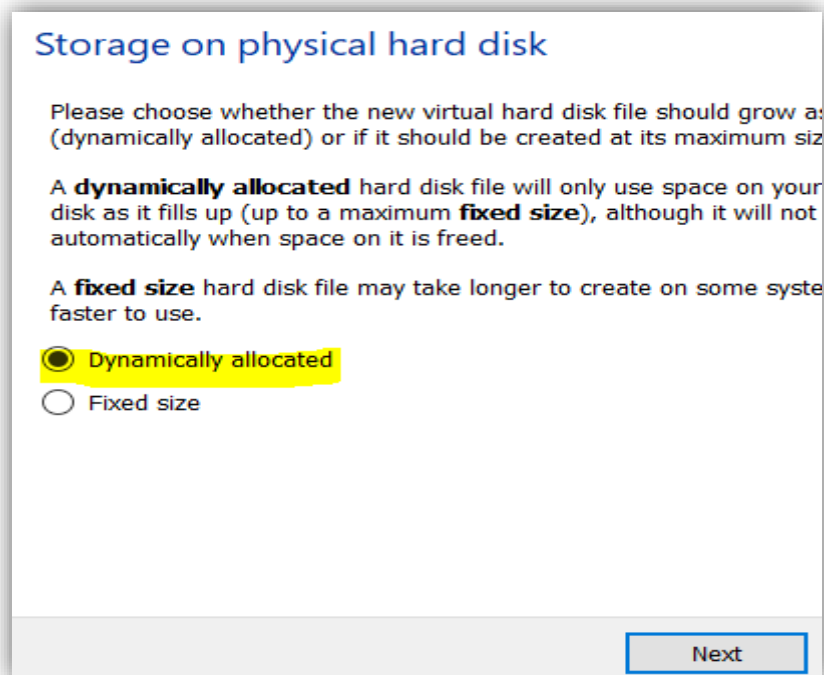 Storage on physical hard disk
Please choose whether the new virtual hard disk file should grow as
(dynamically allocated) or if it should be created at its maximum siz
A dynamically allocated hard disk file will only use space on your
disk as it fills up (up to a maximum fixed size), although it will not
automatically when space on it is freed.
A fixed size hard disk file may take longer to create on some syste
faster to use.
Dynamically allocated
Fixed size
Next